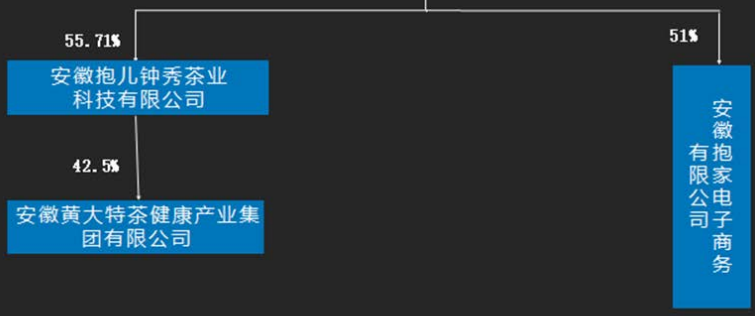 55.71%
51%
安徽抱儿钟秀茶业
科技有限公司
42.5%
安徽黄大特茶健康产业集
团有限公司
安徽抱家电子商务
有限公司